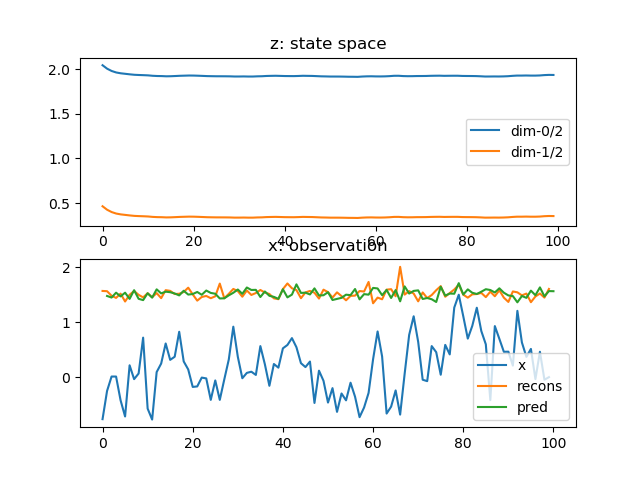 z: state space
2.0
1.5
1.0
0.5
dim-0/2
dim-1/2
0 20 40 60 80 100
x: observation
2
1
0
x
recons
pred
0 20 40 60 80 100